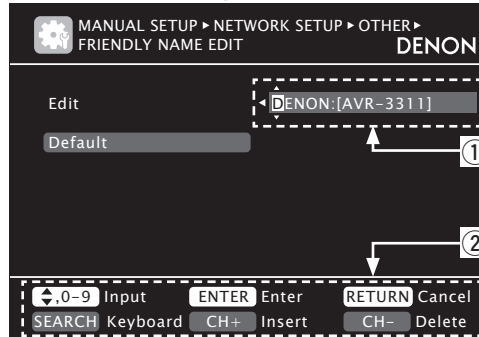 MANUAL SETUP ▸ NETWORK SETUP ▸ OTHER ▸
FRIENDLY NAME EDIT
DENON
Edit
DENON:[AVR–3311]
Default
1
2
,0–9 Input ENTER Enter RETURN Cancel
SEARCH Keyboard CH+ Insert CH– Delete